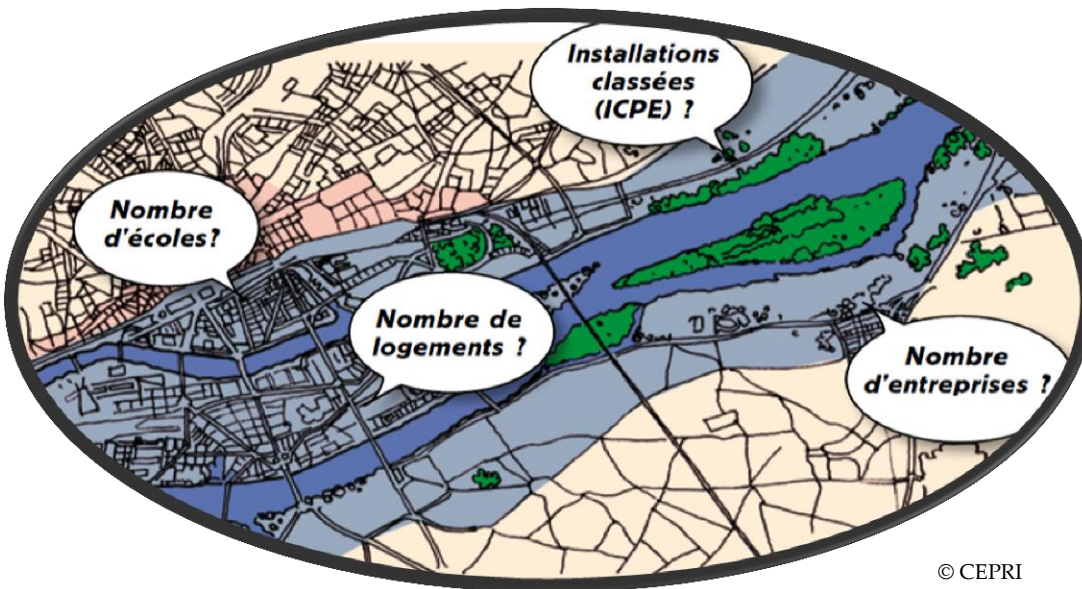 Installations
classées
(ICPE) ?
Nombre
d'écoles?
Nombre de
logements ?
Nombre
d'entreprises ?
© CEPRI